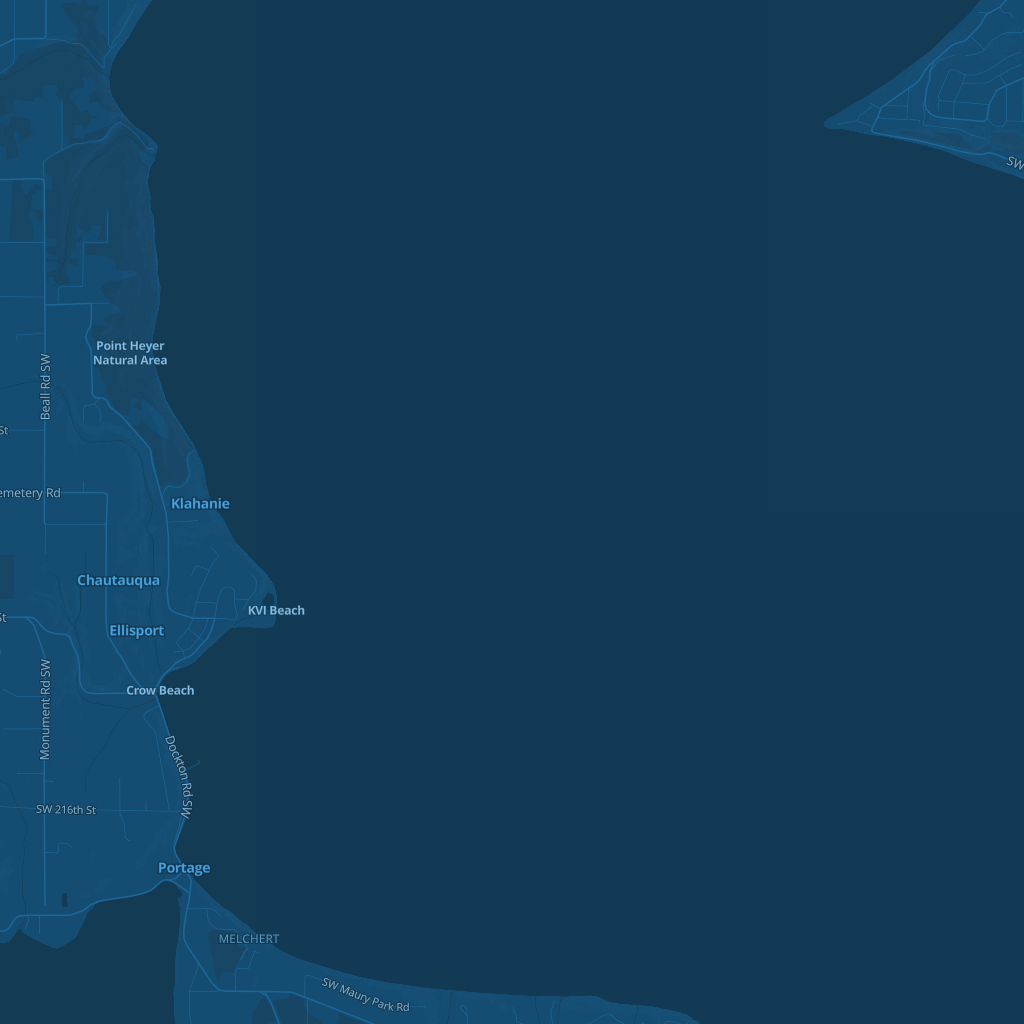 SW
Point Heyer
Natural Area
Beall Rd SW
St
emetery Rd
Klahanie
Chautauqua
KVI Beach
St
Ellisport
Crow Beach
Monument Rd SW
Dockton Rd SW
SW 216th St
Portage
MELCHERT
SW Maury Park Rd